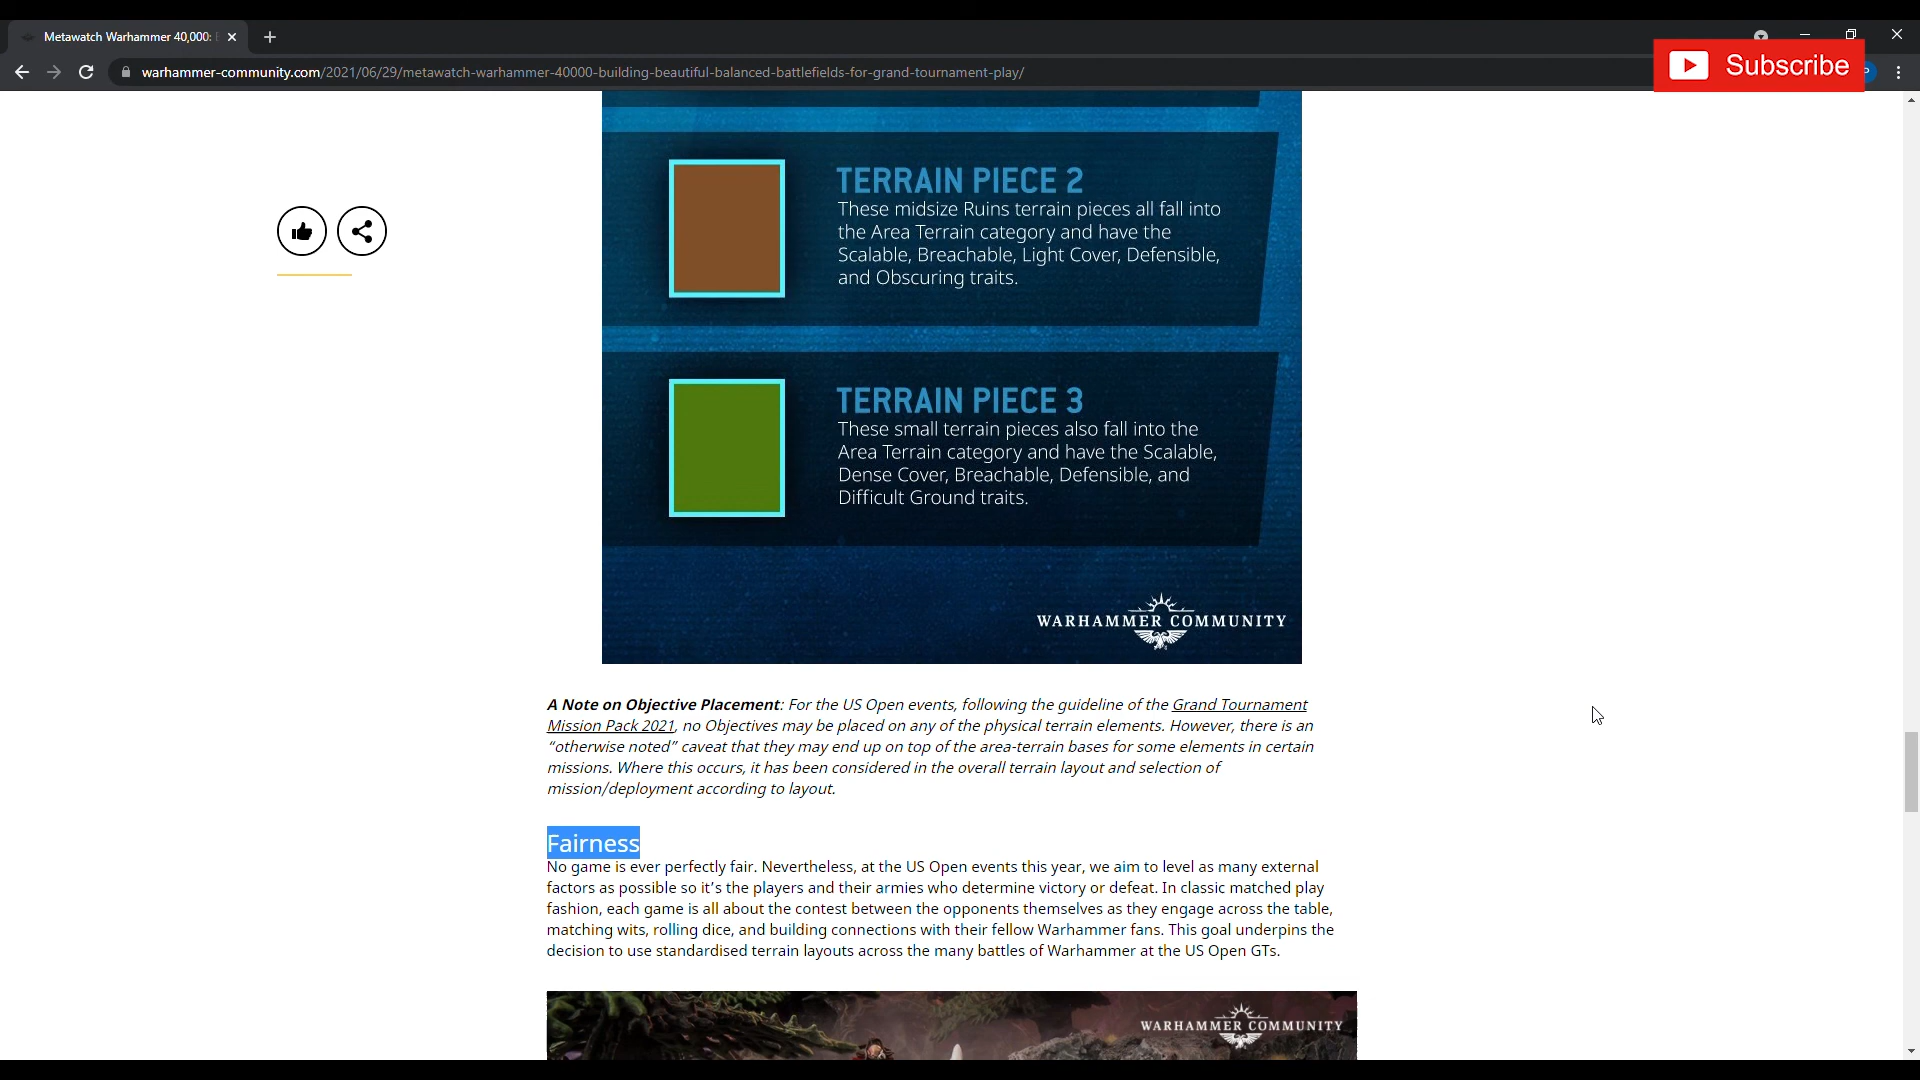 Metawatch Warhammer 40,000:
warhammer-community.com/2021/06/29/metawatch-warhammer-40000-building-beautiful-balanced-battlefields-for-grand-tournament-play/
Subscribe
TERRAIN PIECE 2
These midsize Ruins terrain pieces all fall into
the Area Terrain category and have the
Scalable, Breachable, Light Cover, Defensible,
and Obscuring traits.
TERRAIN PIECE 3
These small terrain pieces also fall into the
Area Terrain category and have the Scalable,
Dense Cover, Breachable, Defensible, and
Difficult Ground traits.
WARHAMMER COMMUNITY
A Note on Objective Placement: For the US Open events, following the guideline of the Grand Tournament
Mission Pack 2021, no Objectives may be placed on any of the physical terrain elements. However, there is an
“otherwise noted” caveat that they may end up on top of the area-terrain bases for some elements in certain
missions. Where this occurs, it has been considered in the overall terrain layout and selection of
mission/deployment according to layout.
Fairness
No game is ever perfectly fair. Nevertheless, at the US Open events this year, we aim to level as many external
factors as possible so it’s the players and their armies who determine victory or defeat. In classic matched play
fashion, each game is all about the contest between the opponents themselves as they engage across the table,
matching wits, rolling dice, and building connections with their fellow Warhammer fans. This goal underpins the
decision to use standardised terrain layouts across the many battles of Warhammer at the US Open GTs.
WARHAMMER COMMUNITY